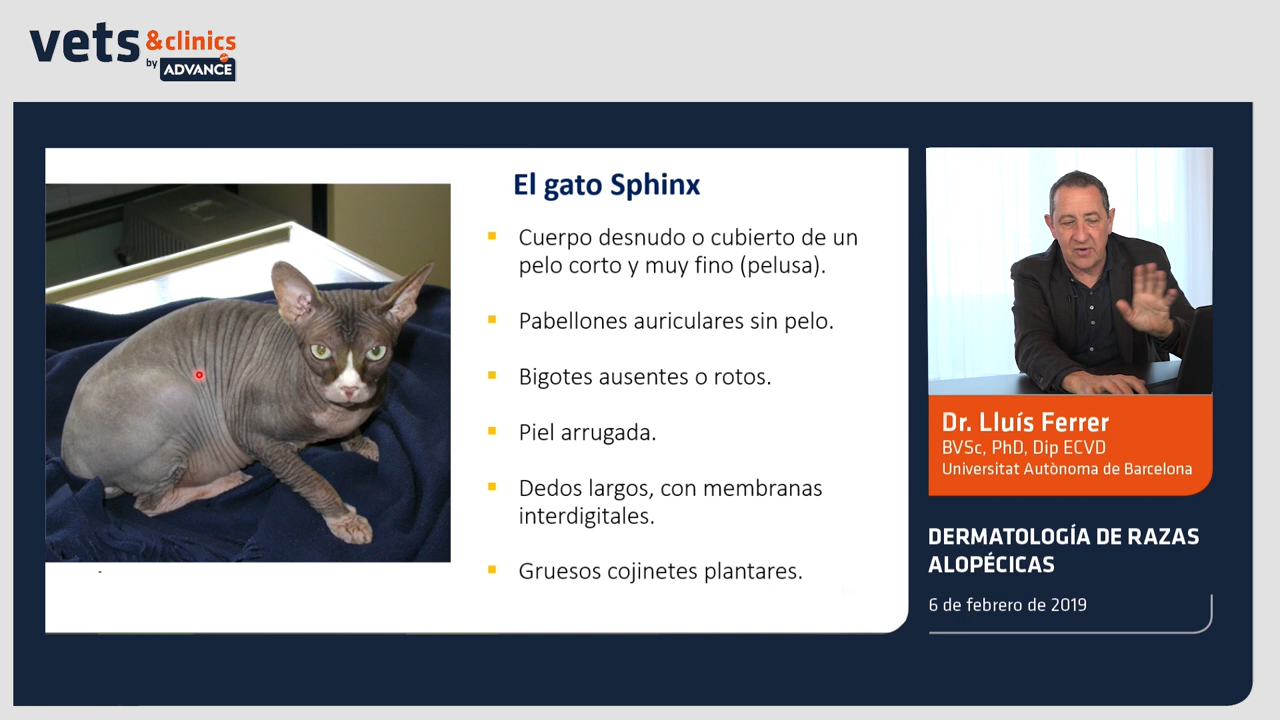 vets &clinics
by ADVANCE
El gato Sphinx
Cuerpo desnudo o cubierto de un
pelo corto y muy fino (pelusa).
Pabellones auriculares sin pelo.
Bigotes ausentes o rotos.
Piel arrugada.
Dedos largos, con membranas
interdigitales.
Gruesos cojinetes plantares.
Dr. Lluís Ferrer
BVSc, PhD, Dip ECVD
Universitat Autònoma de Barcelona
DERMATOLOGÍA DE RAZAS
ALOPÉCICAS
6 de febrero de 2019